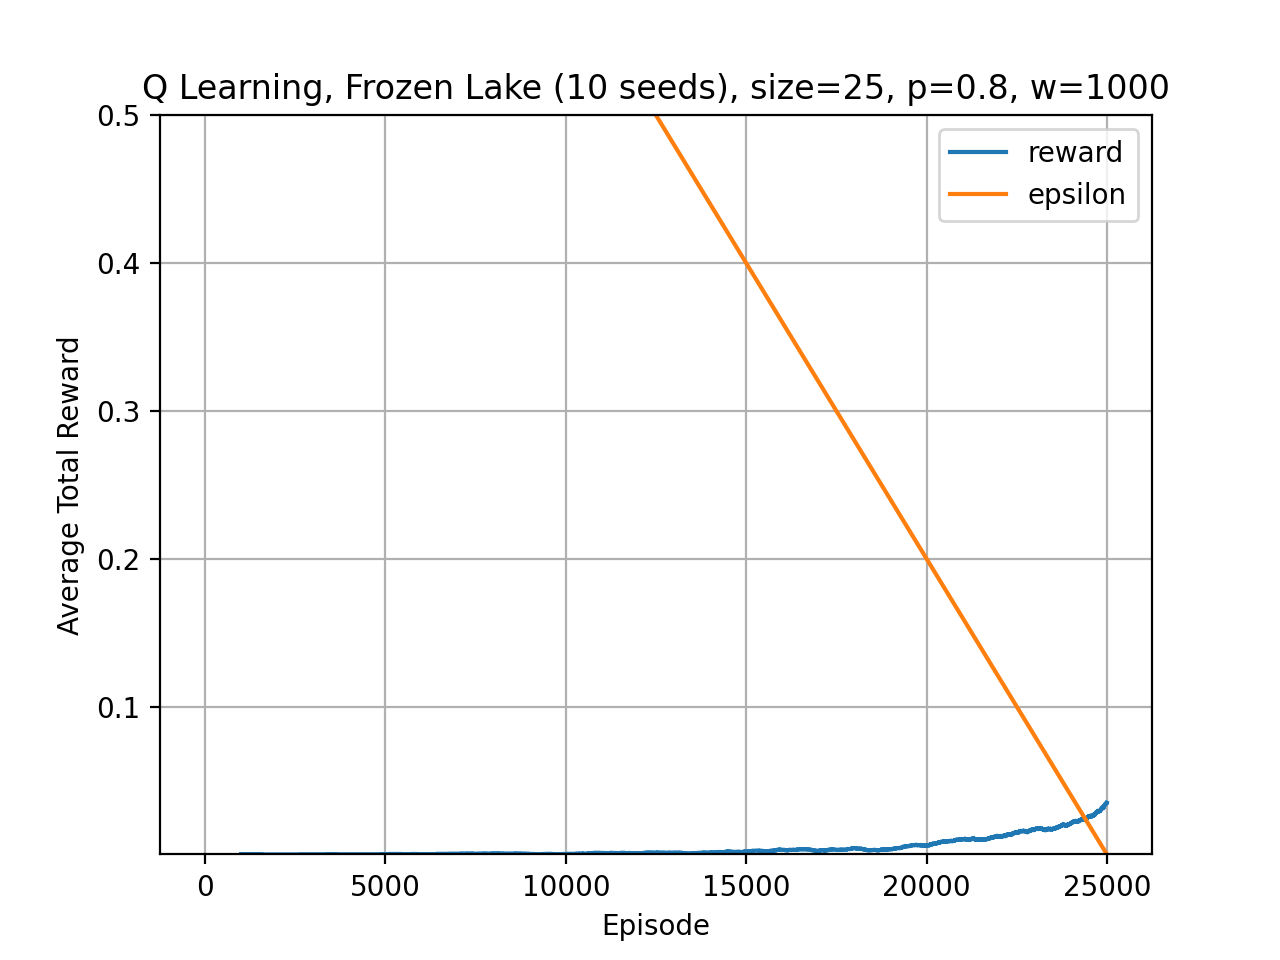 Q Learning, Frozen Lake (10 seeds), size=25, p=0.8, w=1000
0.5
0.4
0.3
0.2
0.1
Average Total Reward
reward
epsilon
0 5000 10000 15000 20000 25000
Episode